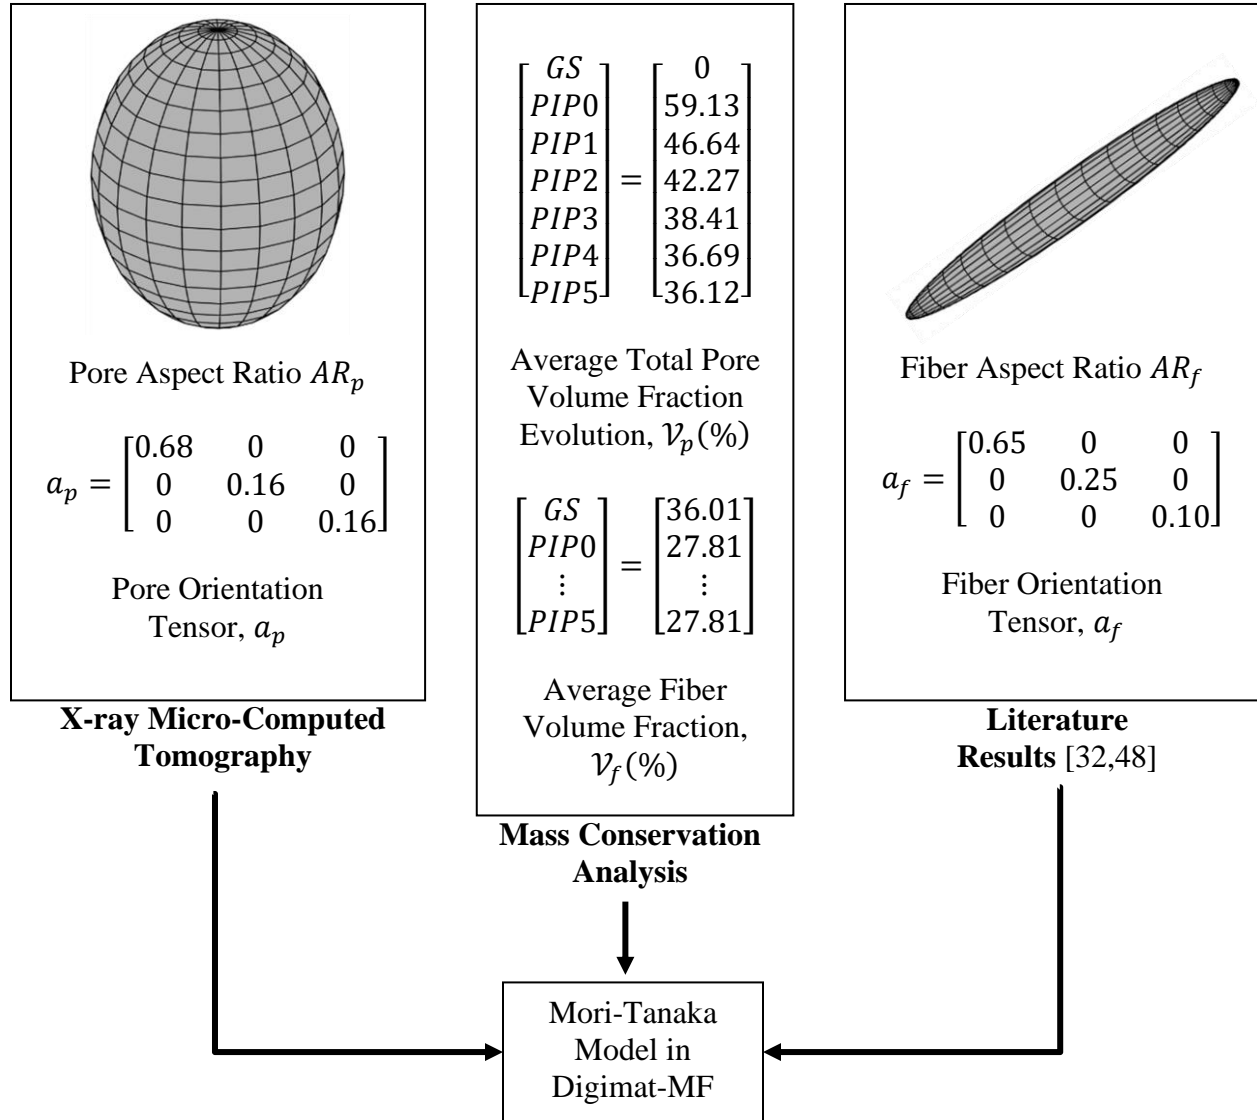 Pore Aspect Ratio 𝐴𝑅ₚ
𝑎ₚ = [0.68 0 0
0 0.16 0
0 0 0.16]
Pore Orientation
Tensor, 𝑎ₚ
X-ray Micro-Computed
Tomography
[𝐺𝑆
𝑃𝐼𝑃0
𝑃𝐼𝑃1
𝑃𝐼𝑃2
𝑃𝐼𝑃3
𝑃𝐼𝑃4
𝑃𝐼𝑃5] = [0
59.13
46.64
42.27
38.41
36.69
36.12]
Average Total Pore
Volume Fraction
Evolution, 𝒱ₚ(%)
[𝐺𝑆
𝑃𝐼𝑃0
⋮
𝑃𝐼𝑃5] = [36.01
27.81
⋮
27.81]
Average Fiber
Volume Fraction,
𝒱_f(%)
Mass Conservation
Analysis
Fiber Aspect Ratio 𝐴𝑅_f
𝑎_f = [0.65 0 0
0 0.25 0
0 0 0.10]
Fiber Orientation
Tensor, 𝑎_f
Literature
Results [32,48]
Mori-Tanaka
Model in
Digimat-MF